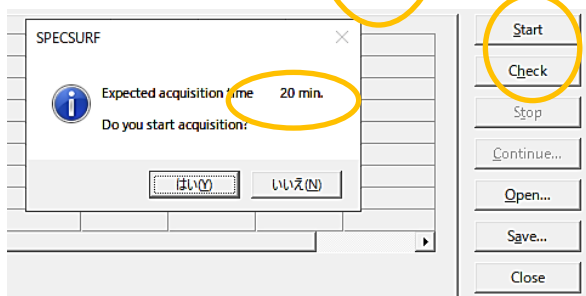 SPECSURF
Expected acquisition time 20 min.
Do you start acquisition?
はい(Y)
いいえ(N)
Start
Check
Stop
Continue...
Open...
Save...
Close